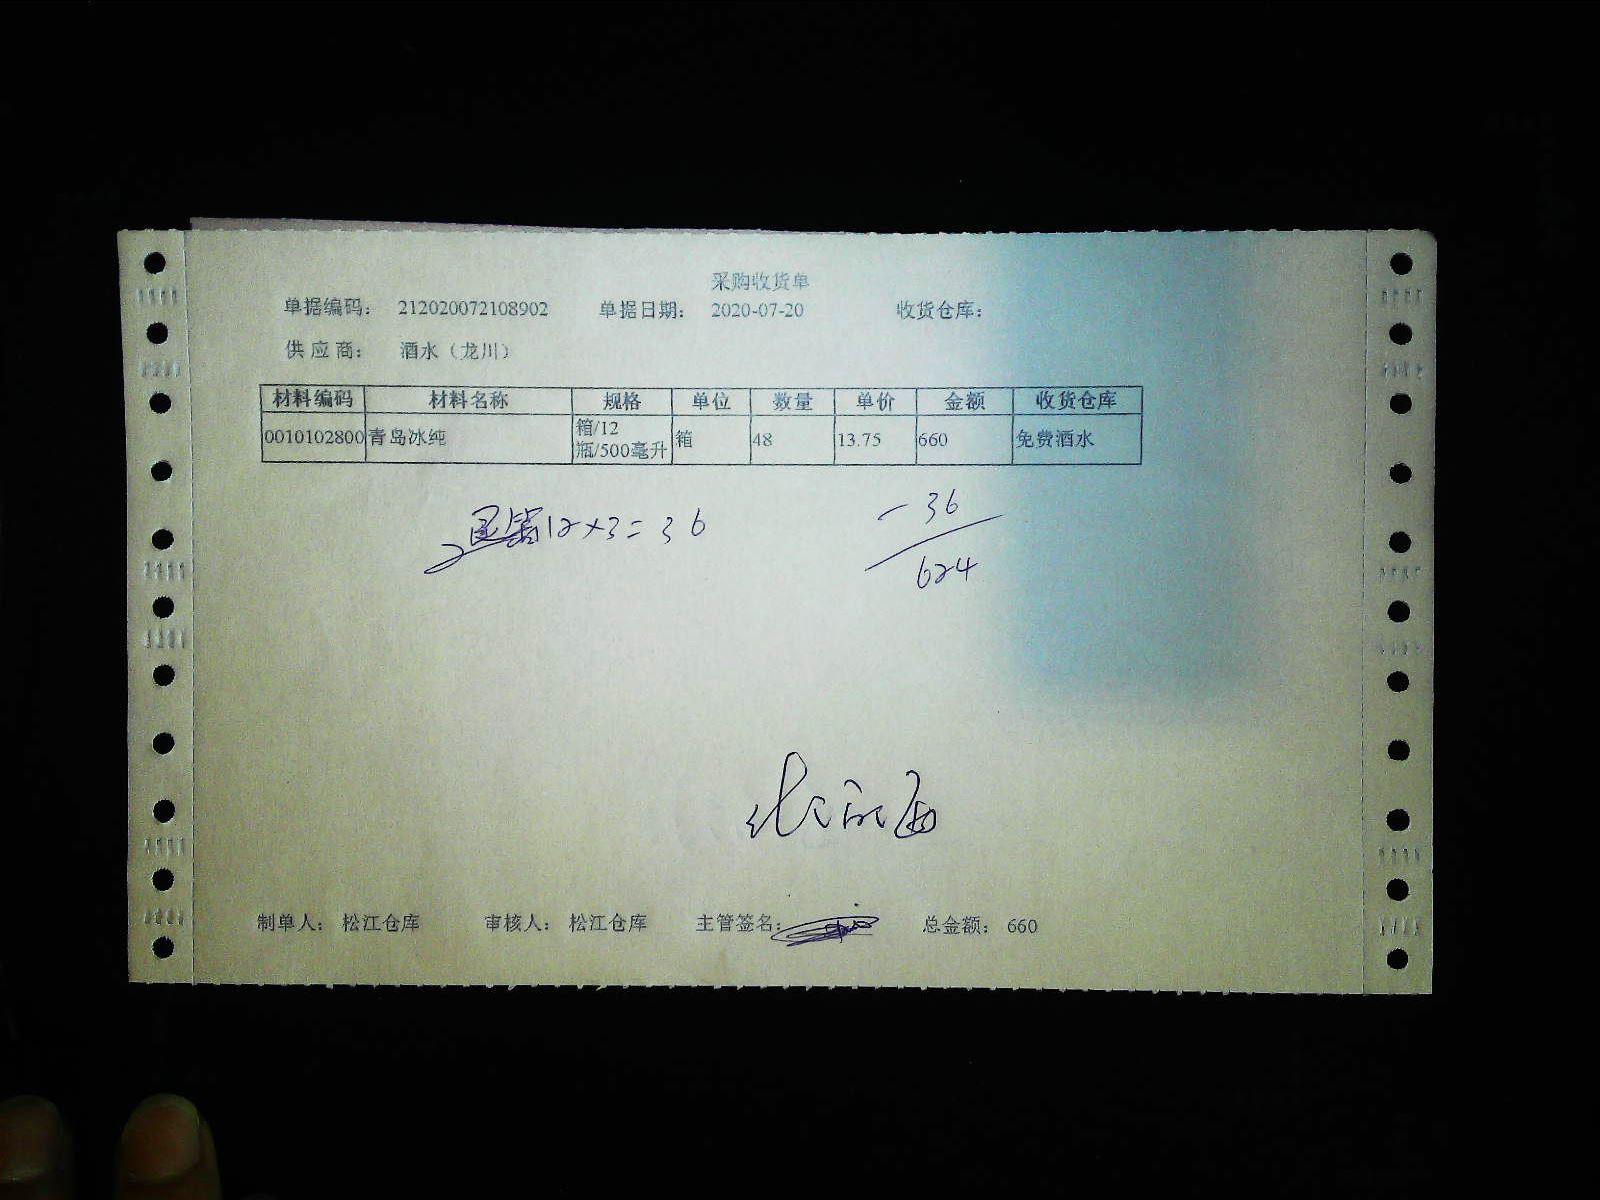 采购收货单
单据编码： 212020072108902 单据日期： 2020-07-20 收货仓库：
供 应 商： 酒水（龙川）
材料编码 材料名称 规格 单位 数量 单价 金额 收货仓库
0010102800 青岛冰纯 箱/12瓶/500毫升 箱 48 13.75 660 免费酒水
12×3=36
-36
624
制单人： 松江仓库 审核人： 松江仓库 主管签名： 总金额： 660